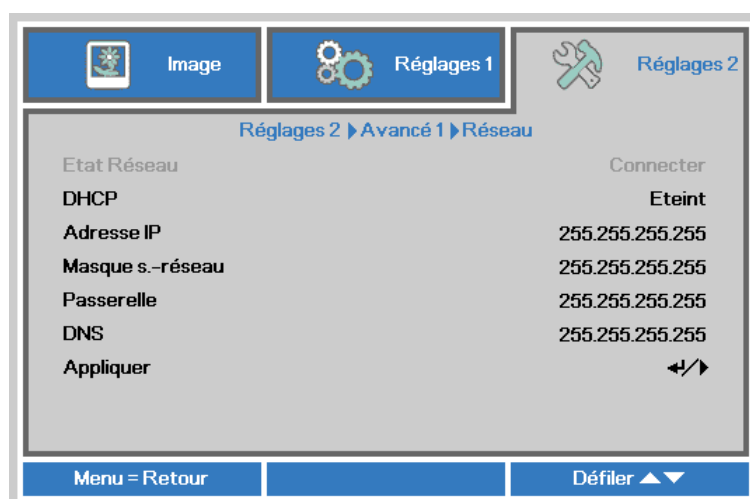 Image
Réglages 1
Réglages 2
Réglages 2 Avancé 1 Réseau
Etat Réseau Connecter
DHCP Eteint
Adresse IP 255.255.255.255
Masque s.-réseau 255.255.255.255
Passerelle 255.255.255.255
DNS 255.255.255.255
Appliquer /
Menu = Retour
Défiler